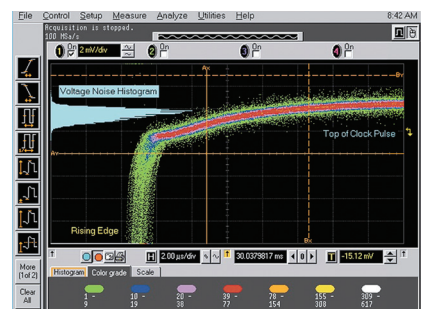 File Control Setup Measure Analyze Utilities Help 8:42 AM
Acquisition is stopped.
100 MSa/s
1 On 2 mV/div 2 On 3 On 4 On
Ax
By
Voltage Noise Histogram
Top of Clock Pulse
Ay
Rising Edge
Bx
H 2.00 µs/div 30.0379817 ms 0 T -15.12 mV
More
(1of 2)
Clear
All
Histogram Color grade Scale
1 - 10 - 20 - 39 - 78 - 155 - 309 -
9 19 38 77 154 308 617